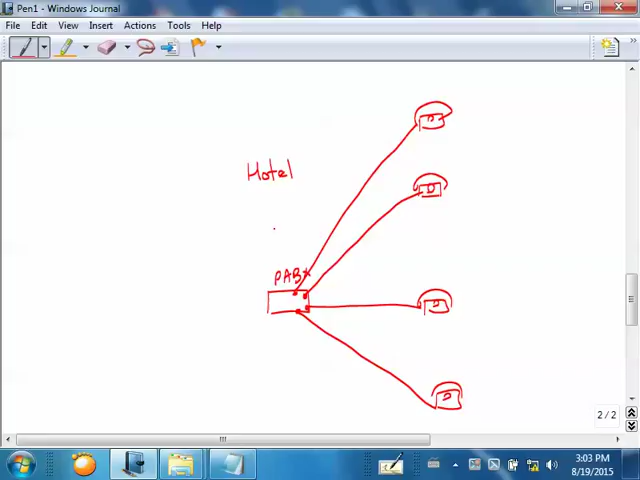 Pen1 - Windows Journal
File Edit View Insert Actions Tools Help
Hotel
PABX
2 / 2
3:03 PM
8/19/2015